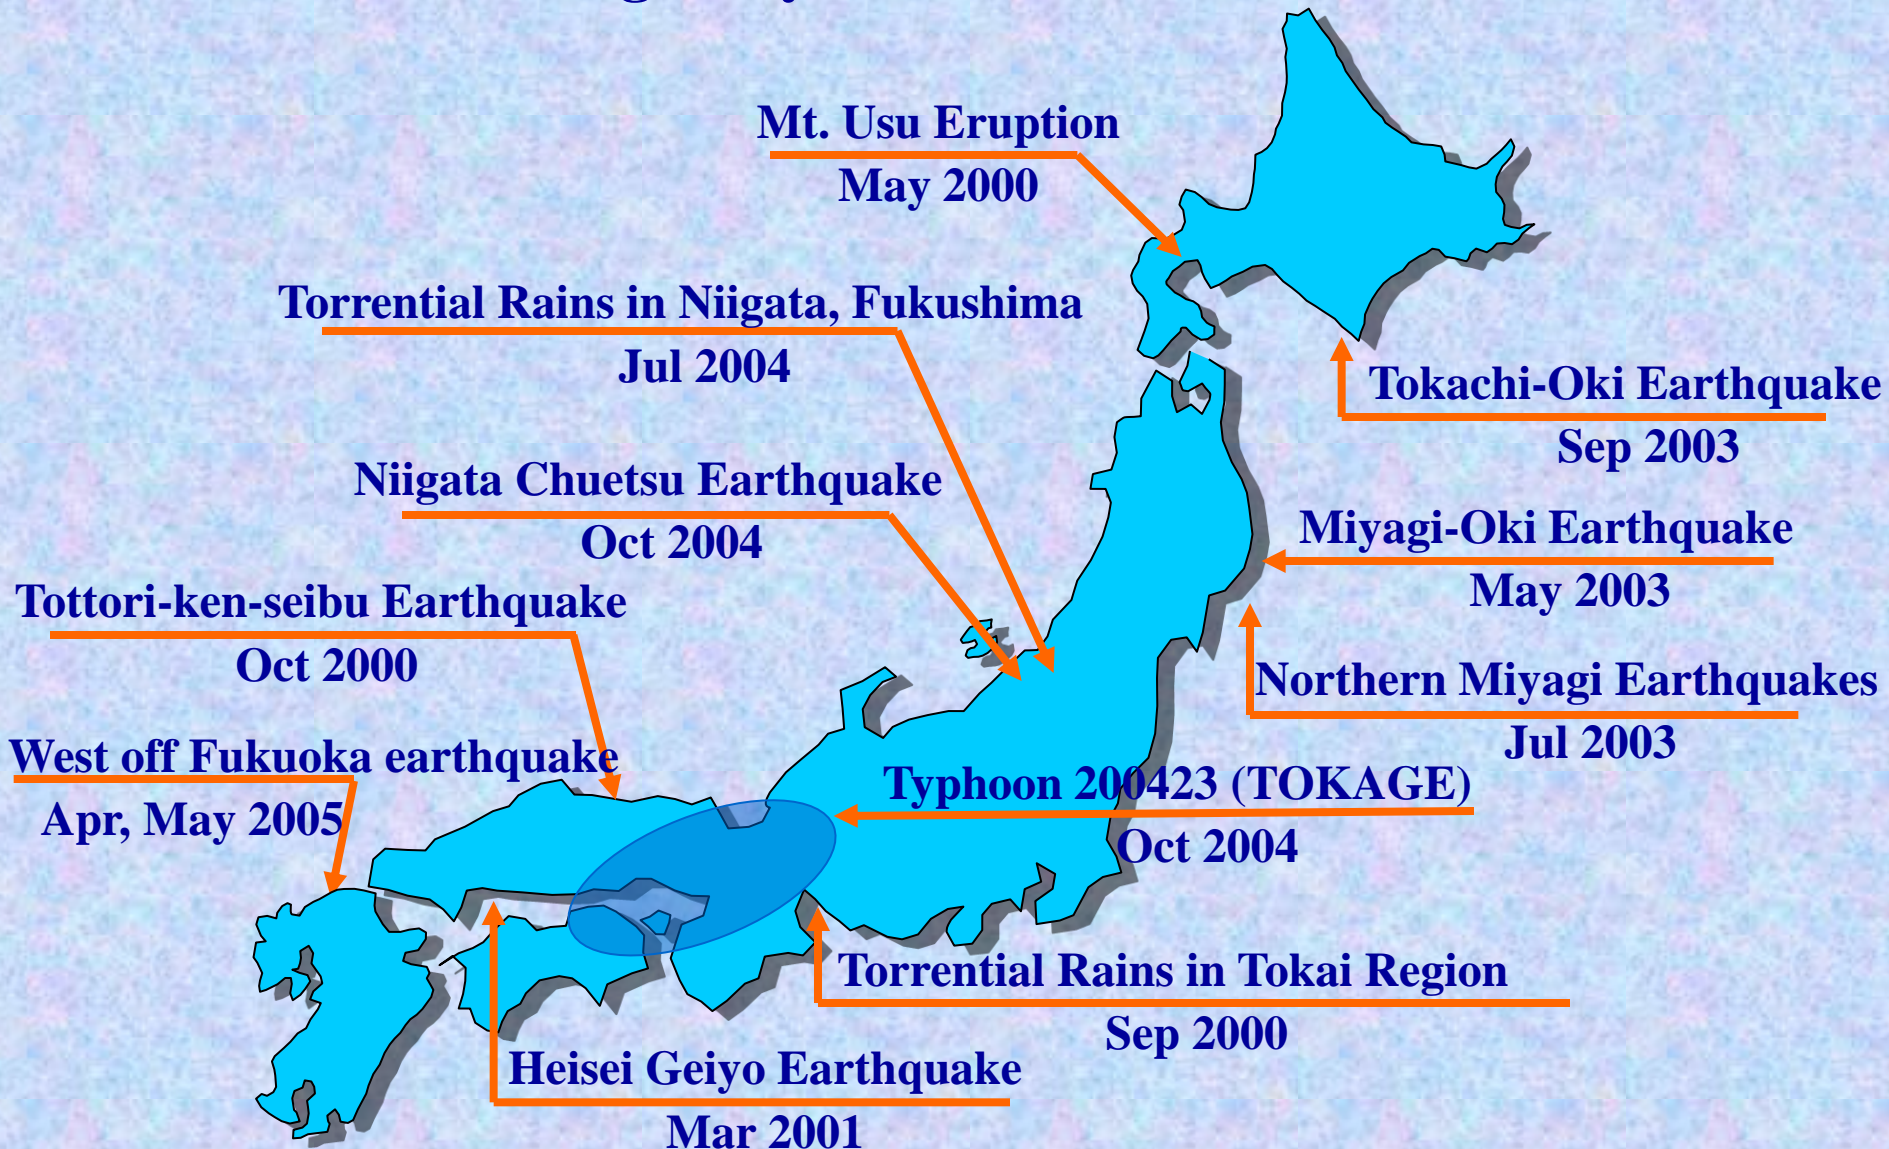 Mt. Usu Eruption
May 2000
Torrential Rains in Niigata, Fukushima
Jul 2004
Tokachi-Oki Earthquake
Sep 2003
Niigata Chuetsu Earthquake
Oct 2004
Miyagi-Oki Earthquake
May 2003
Tottori-ken-seibu Earthquake
Oct 2000
Northern Miyagi Earthquakes
Jul 2003
West off Fukuoka earthquake
Apr, May 2005
Typhoon 200423 (TOKAGE)
Oct 2004
Torrential Rains in Tokai Region
Sep 2000
Heisei Geiyo Earthquake
Mar 2001